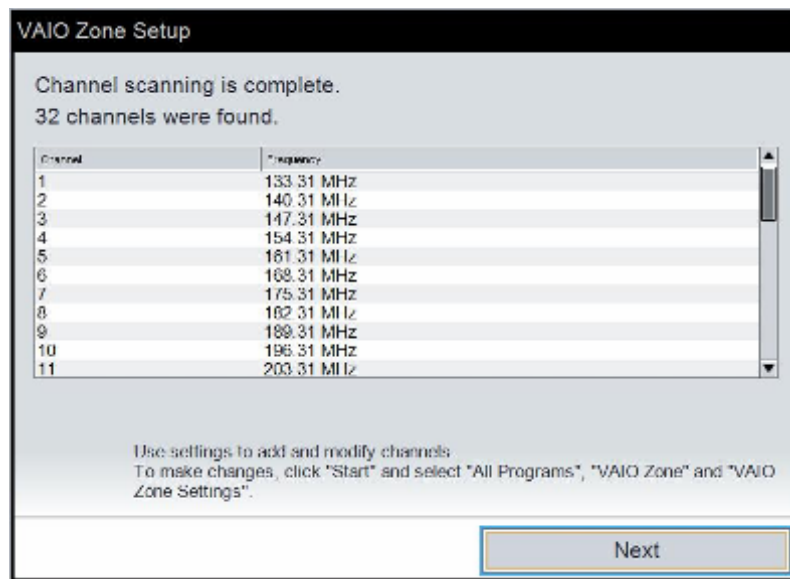 VAIO Zone Setup
Channel scanning is complete.
32 channels were found.
Channel Frequency
1 133.31 MHz
2 140.31 MHz
3 147.31 MHz
4 154.31 MHz
5 161.31 MHz
6 168.31 MHz
7 175.31 MHz
8 182.31 MHz
9 189.31 MHz
10 196.31 MHz
11 203.31 MHz
Use settings to add and modify channels
To make changes, click "Start" and select "All Programs", "VAIO Zone" and "VAIO
Zone Settings".
Next